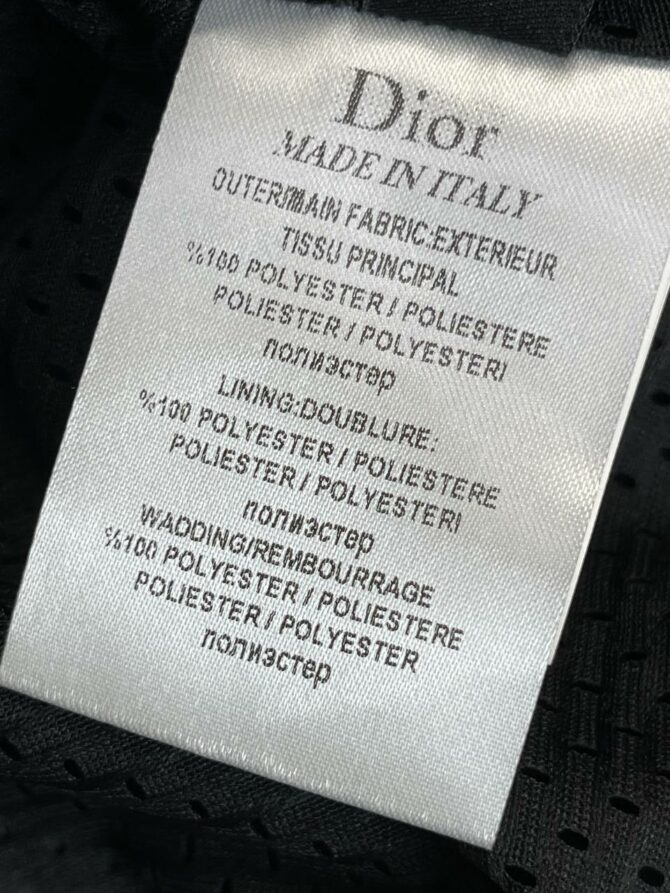 Dior
MADE IN ITALY
OUTER/MAIN FABRIC:EXTERIEUR
TISSU PRINCIPAL
%100 POLYESTER / POLIESTERE
POLIESTER / POLYESTERI
полиэстер
LINING:DOUBLURE:
%100 POLYESTER / POLIESTERE
POLIESTER / POLYESTERI
полиэстер
WADDING/REMBOURRAGE
%100 POLYESTER / POLIESTERE
POLIESTER / POLYESTER
полиэстер